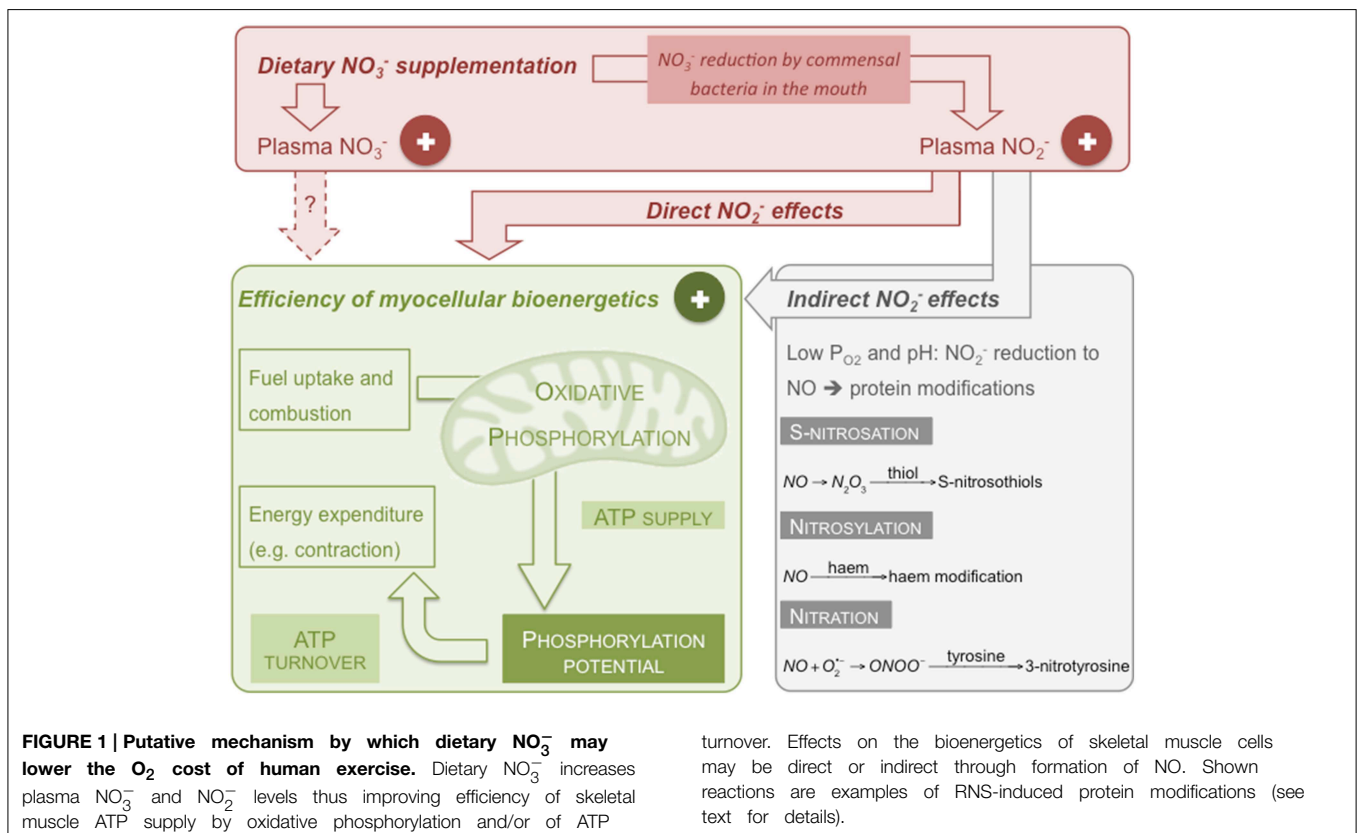 Dietary NO₃⁻ supplementation
NO₃⁻ reduction by commensal
bacteria in the mouth
Plasma NO₃⁻
+
Plasma NO₂⁻
+
?
Direct NO₂⁻ effects
Efficiency of myocellular bioenergetics
+
Fuel uptake and
combustion
OXIDATIVE
PHOSPHORYLATION
Energy expenditure
(e.g. contraction)
ATP SUPPLY
ATP
TURNOVER
PHOSPHORYLATION
POTENTIAL
Indirect NO₂⁻ effects
Low P_O₂ and pH: NO₂⁻ reduction to
NO ➔ protein modifications
S-NITROSATION
NO → N₂O₃ —thiol→ S-nitrosothiols
NITROSYLATION
NO —haem→ haem modification
NITRATION
NO + O₂•⁻ → ONOO⁻ —tyrosine→ 3-nitrotyrosine
FIGURE 1 | Putative mechanism by which dietary NO₃⁻ may
lower the O₂ cost of human exercise. Dietary NO₃⁻ increases
plasma NO₃⁻ and NO₂⁻ levels thus improving efficiency of skeletal
muscle ATP supply by oxidative phosphorylation and/or of ATP
turnover. Effects on the bioenergetics of skeletal muscle cells
may be direct or indirect through formation of NO. Shown
reactions are examples of RNS-induced protein modifications (see
text for details).